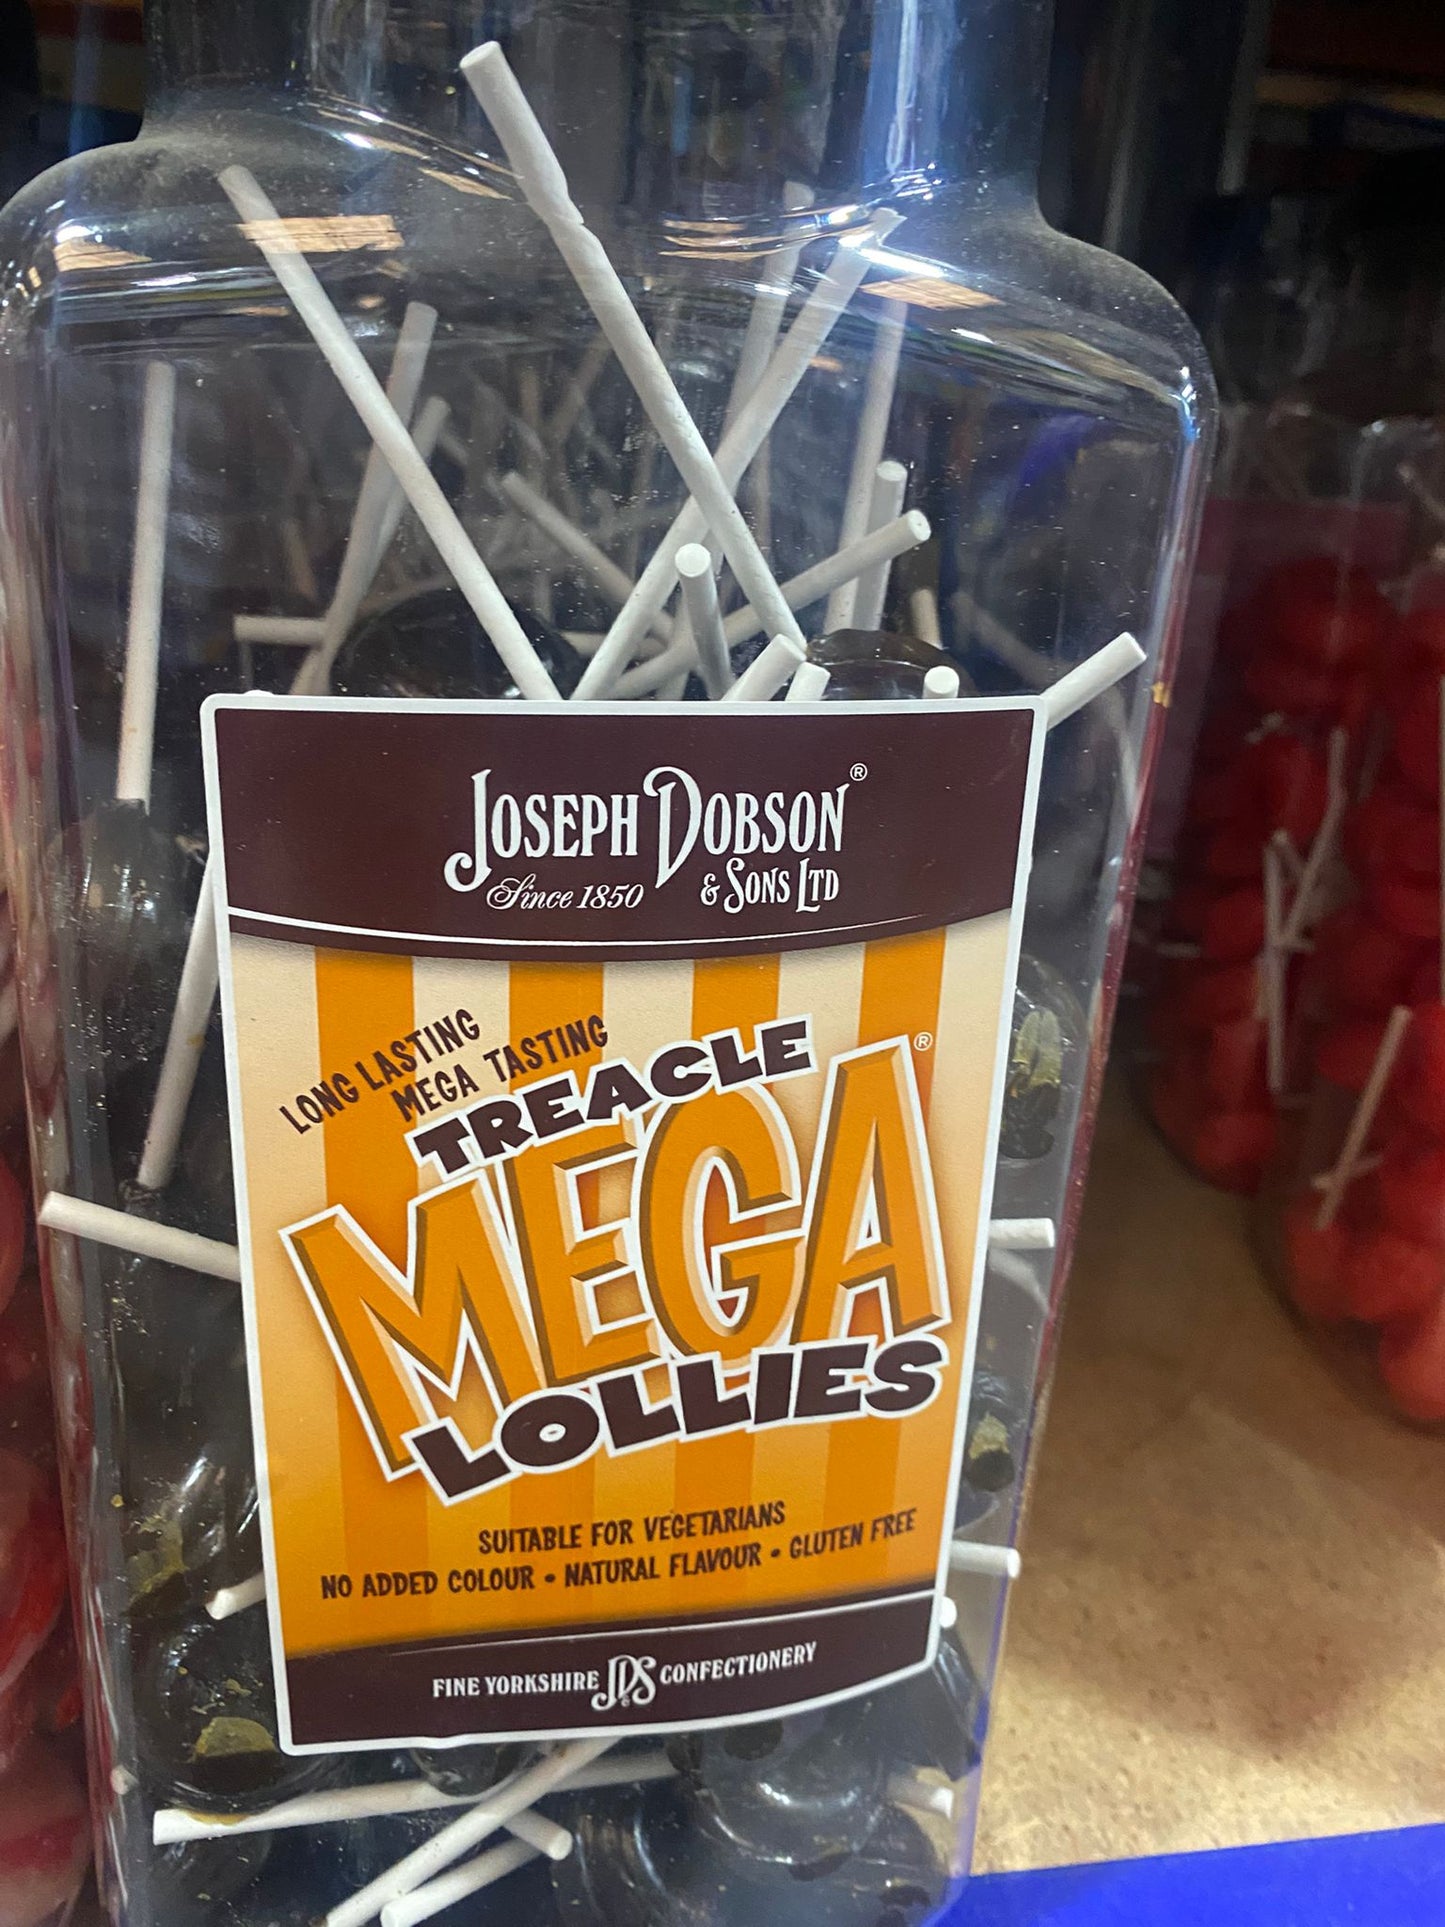 JOSEPH DOBSON®
Since 1850 & SONS LTD
LONG LASTING
MEGA TASTING
TREACLE
MEGA®
LOLLIES
SUITABLE FOR VEGETARIANS
NO ADDED COLOUR • NATURAL FLAVOUR • GLUTEN FREE
FINE YORKSHIRE JDS CONFECTIONERY